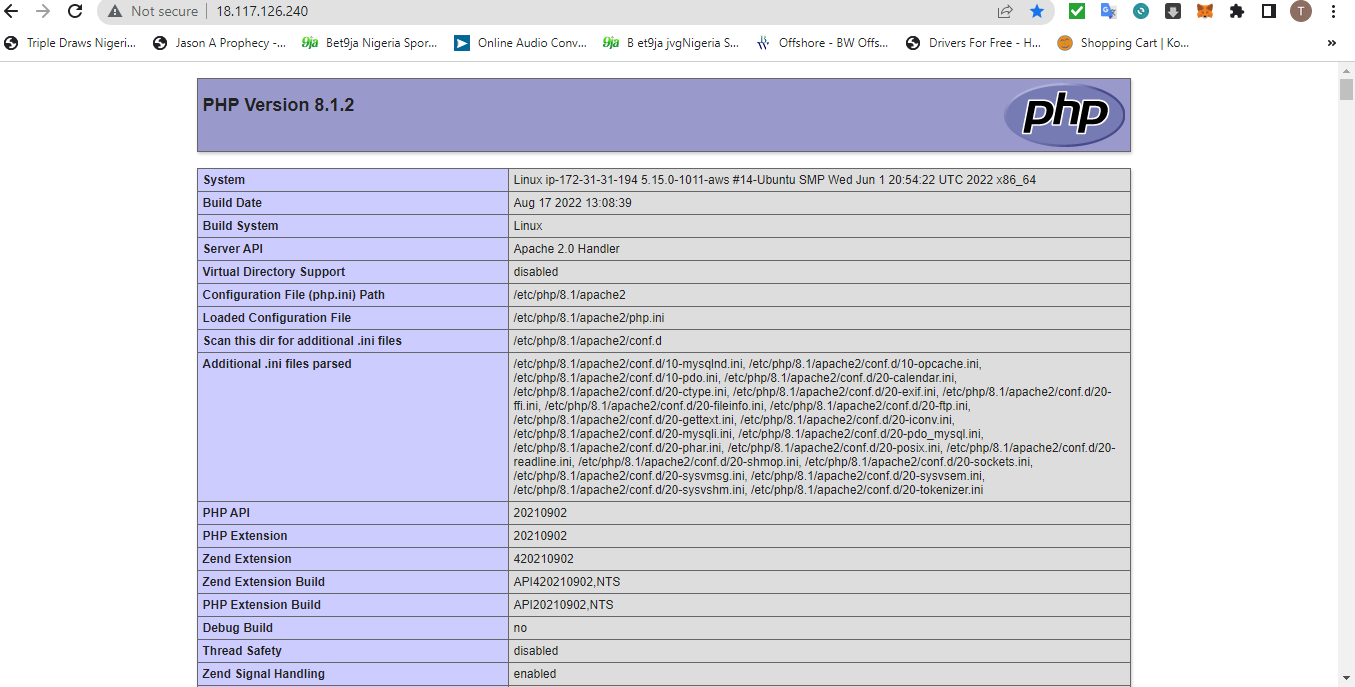 Not secure | 18.117.126.240
T
Triple Draws Nigeri... Jason A Prophecy -... 9ja Bet9ja Nigeria Spor... Online Audio Conv... 9ja B et9ja jvgNigeria S... Offshore - BW Offs... Drivers For Free - H... Shopping Cart | Ko... »
PHP Version 8.1.2
php
System Linux ip-172-31-31-194 5.15.0-1011-aws #14-Ubuntu SMP Wed Jun 1 20:54:22 UTC 2022 x86_64
Build Date Aug 17 2022 13:08:39
Build System Linux
Server API Apache 2.0 Handler
Virtual Directory Support disabled
Configuration File (php.ini) Path /etc/php/8.1/apache2
Loaded Configuration File /etc/php/8.1/apache2/php.ini
Scan this dir for additional .ini files /etc/php/8.1/apache2/conf.d
Additional .ini files parsed /etc/php/8.1/apache2/conf.d/10-mysqlnd.ini, /etc/php/8.1/apache2/conf.d/10-opcache.ini,
/etc/php/8.1/apache2/conf.d/10-pdo.ini, /etc/php/8.1/apache2/conf.d/20-calendar.ini,
/etc/php/8.1/apache2/conf.d/20-ctype.ini, /etc/php/8.1/apache2/conf.d/20-exif.ini, /etc/php/8.1/apache2/conf.d/20-
ffi.ini, /etc/php/8.1/apache2/conf.d/20-fileinfo.ini, /etc/php/8.1/apache2/conf.d/20-ftp.ini,
/etc/php/8.1/apache2/conf.d/20-gettext.ini, /etc/php/8.1/apache2/conf.d/20-iconv.ini,
/etc/php/8.1/apache2/conf.d/20-mysqli.ini, /etc/php/8.1/apache2/conf.d/20-pdo_mysql.ini,
/etc/php/8.1/apache2/conf.d/20-phar.ini, /etc/php/8.1/apache2/conf.d/20-posix.ini, /etc/php/8.1/apache2/conf.d/20-
readline.ini, /etc/php/8.1/apache2/conf.d/20-shmop.ini, /etc/php/8.1/apache2/conf.d/20-sockets.ini,
/etc/php/8.1/apache2/conf.d/20-sysvmsg.ini, /etc/php/8.1/apache2/conf.d/20-sysvsem.ini,
/etc/php/8.1/apache2/conf.d/20-sysvshm.ini, /etc/php/8.1/apache2/conf.d/20-tokenizer.ini
PHP API 20210902
PHP Extension 20210902
Zend Extension 420210902
Zend Extension Build API420210902,NTS
PHP Extension Build API20210902,NTS
Debug Build no
Thread Safety disabled
Zend Signal Handling enabled